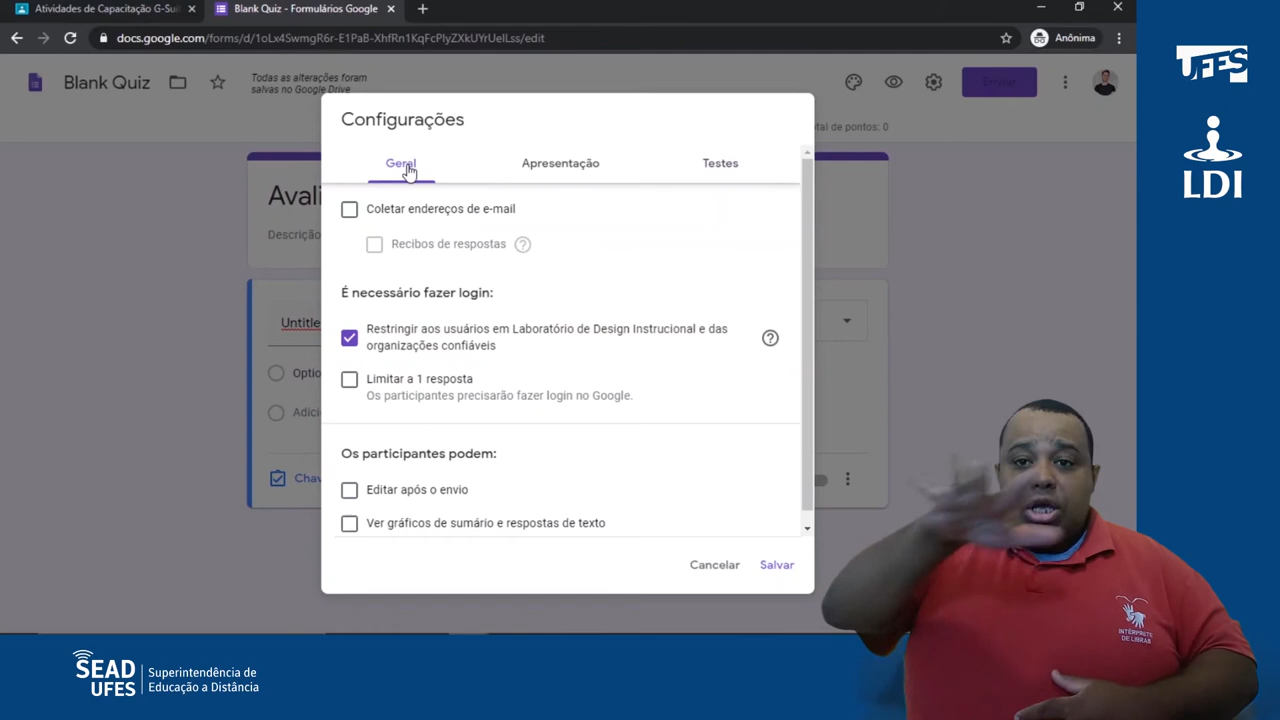 Atividades de Capacitação G-Sui
Blank Quiz - Formulários Google
docs.google.com/forms/d/1oLx4SwmgR6r-E1PaB-XhfRn1KqFcPlyZXkUYrUelLss/edit
Anônima
Blank Quiz
Todas as alterações foram
salvas no Google Drive
Enviar
Configurações
tal de pontos: 0
Geral
Apresentação
Testes
Avali
Coletar endereços de e-mail
Descrição
Recibos de respostas
É necessário fazer login:
Untitle
Restringir aos usuários em Laboratório de Design Instrucional e das
organizações confiáveis
Optio
Limitar a 1 resposta
Os participantes precisarão fazer login no Google.
Adici
Os participantes podem:
Chav
Editar após o envio
Ver gráficos de sumário e respostas de texto
Cancelar
Salvar
UFES
LDI
INTÉRPRETE
DE LIBRAS
SEAD
UFES
Superintendência de
Educação a Distância